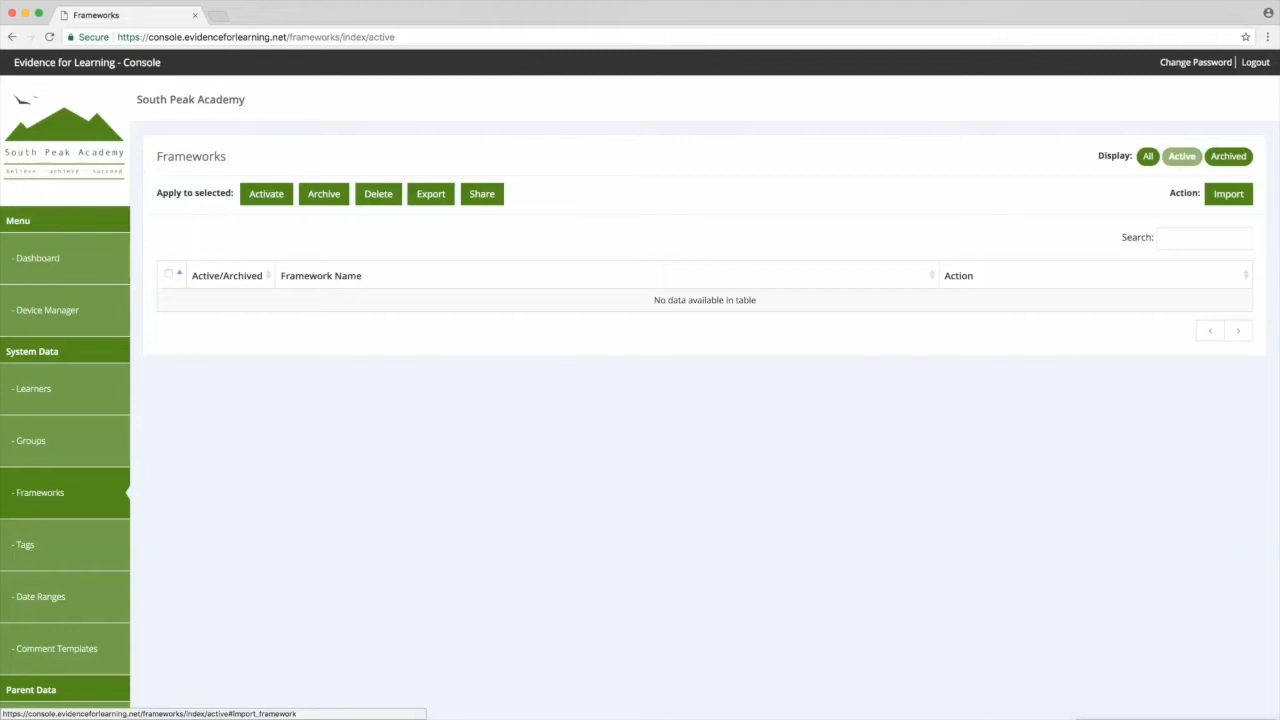 Frameworks
Secure https://console.evidenceforlearning.net/frameworks/index/active
Evidence for Learning - Console
Change Password | Logout
South Peak Academy
believe achieve succeed
South Peak Academy
Frameworks
Display: All Active Archived
Apply to selected: Activate Archive Delete Export Share
Action: Import
Search:
Active/Archived Framework Name Action
No data available in table
Menu
- Dashboard
- Device Manager
System Data
- Learners
- Groups
- Frameworks
- Tags
- Date Ranges
- Comment Templates
Parent Data
https://console.evidenceforlearning.net/frameworks/index/active#import_framework